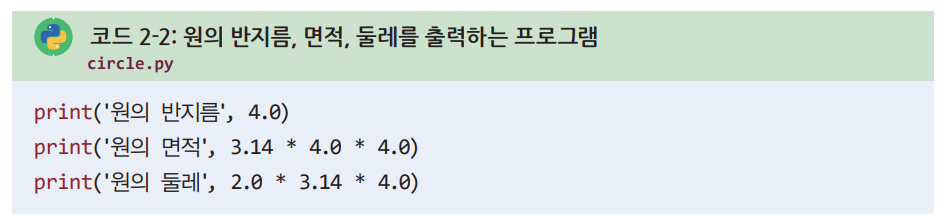 코드 2-2: 원의 반지름, 면적, 둘레를 출력하는 프로그램
circle.py
print('원의 반지름', 4.0)
print('원의 면적', 3.14 * 4.0 * 4.0)
print('원의 둘레', 2.0 * 3.14 * 4.0)